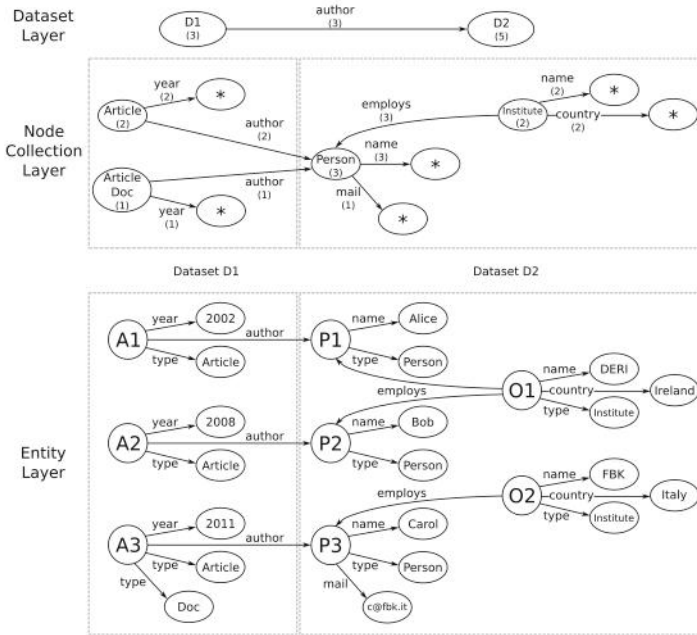 Dataset
Layer
D1
(3)
author
(3)
D2
(5)
Node
Collection
Layer
Article
(2)
year
(2)
*
author
(2)
Article
Doc
(1)
author
(1)
year
(1)
*
employs
(3)
Person
(3)
name
(3)
*
mail
(1)
*
Institute
(2)
name
(2)
*
country
(2)
*
Dataset D1
Dataset D2
Entity
Layer
A1
year
2002
author
type
Article
P1
name
Alice
type
Person
employs
O1
name
DERI
country
Ireland
type
Institute
A2
year
2008
author
type
Article
P2
name
Bob
type
Person
employs
O2
name
FBK
country
Italy
type
Institute
A3
year
2011
author
type
Article
type
Doc
P3
name
Carol
type
Person
mail
c@fbk.it